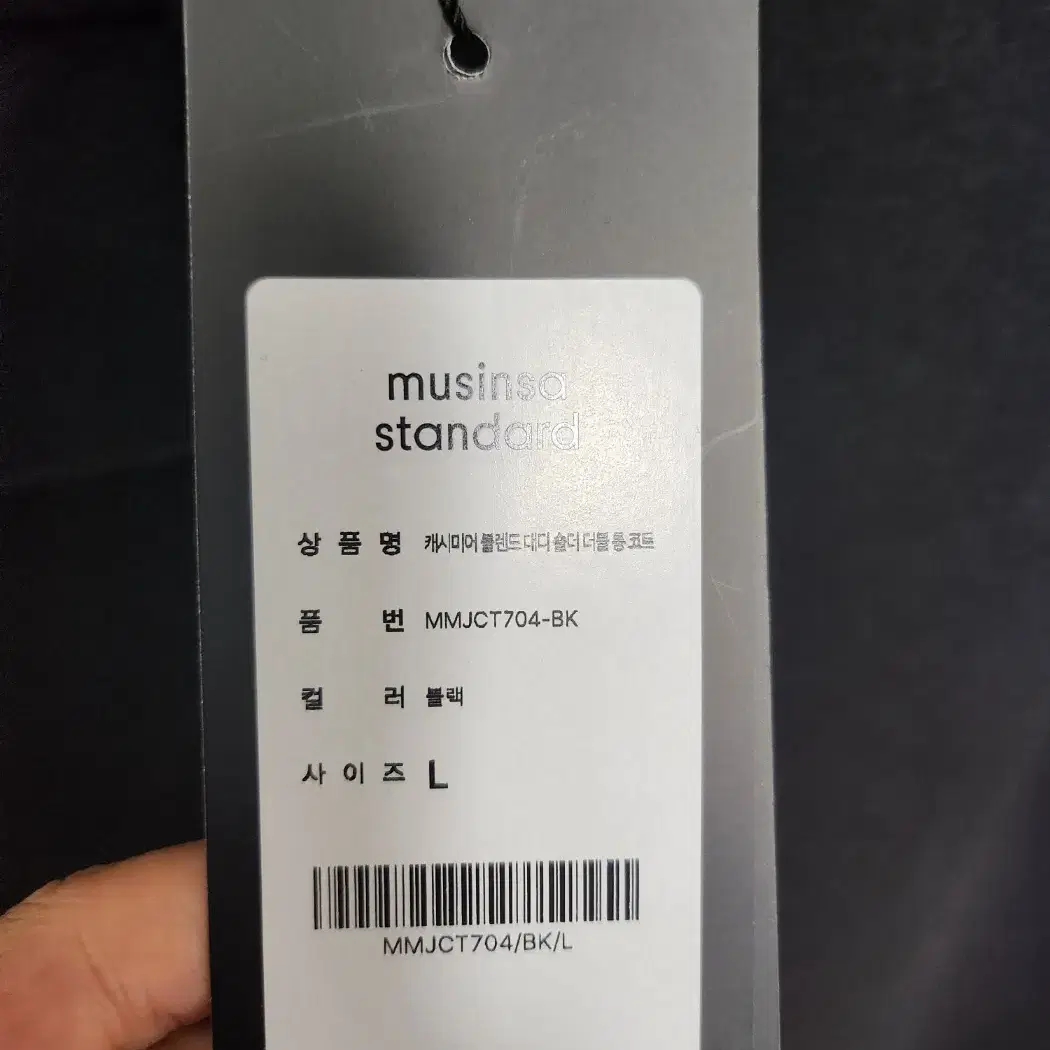 musinsa
standard
상품명 캐시미어 블렌드 대디 숄더 더블 롱 코트
품번 MMJCT704-BK
컬러 블랙
사이즈 L
MMJCT704/BK/L